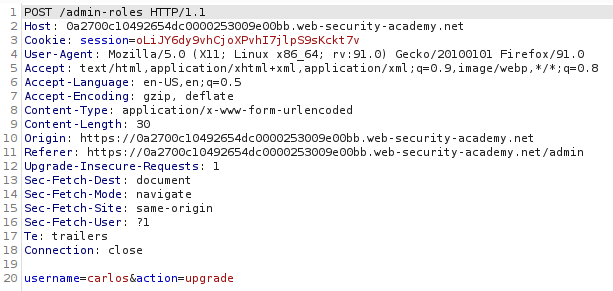 1 POST /admin-roles HTTP/1.1
2 Host: 0a2700c10492654dc0000253009e00bb.web-security-academy.net
3 Cookie: session=oLiJY6dy9vhCjoXPvhI7jlpS9sKckt7v
4 User-Agent: Mozilla/5.0 (X11; Linux x86_64; rv:91.0) Gecko/20100101 Firefox/91.0
5 Accept: text/html,application/xhtml+xml,application/xml;q=0.9,image/webp,*/*;q=0.8
6 Accept-Language: en-US,en;q=0.5
7 Accept-Encoding: gzip, deflate
8 Content-Type: application/x-www-form-urlencoded
9 Content-Length: 30
10 Origin: https://0a2700c10492654dc0000253009e00bb.web-security-academy.net
11 Referer: https://0a2700c10492654dc0000253009e00bb.web-security-academy.net/admin
12 Upgrade-Insecure-Requests: 1
13 Sec-Fetch-Dest: document
14 Sec-Fetch-Mode: navigate
15 Sec-Fetch-Site: same-origin
16 Sec-Fetch-User: ?1
17 Te: trailers
18 Connection: close
19
20 username=carlos&action=upgrade